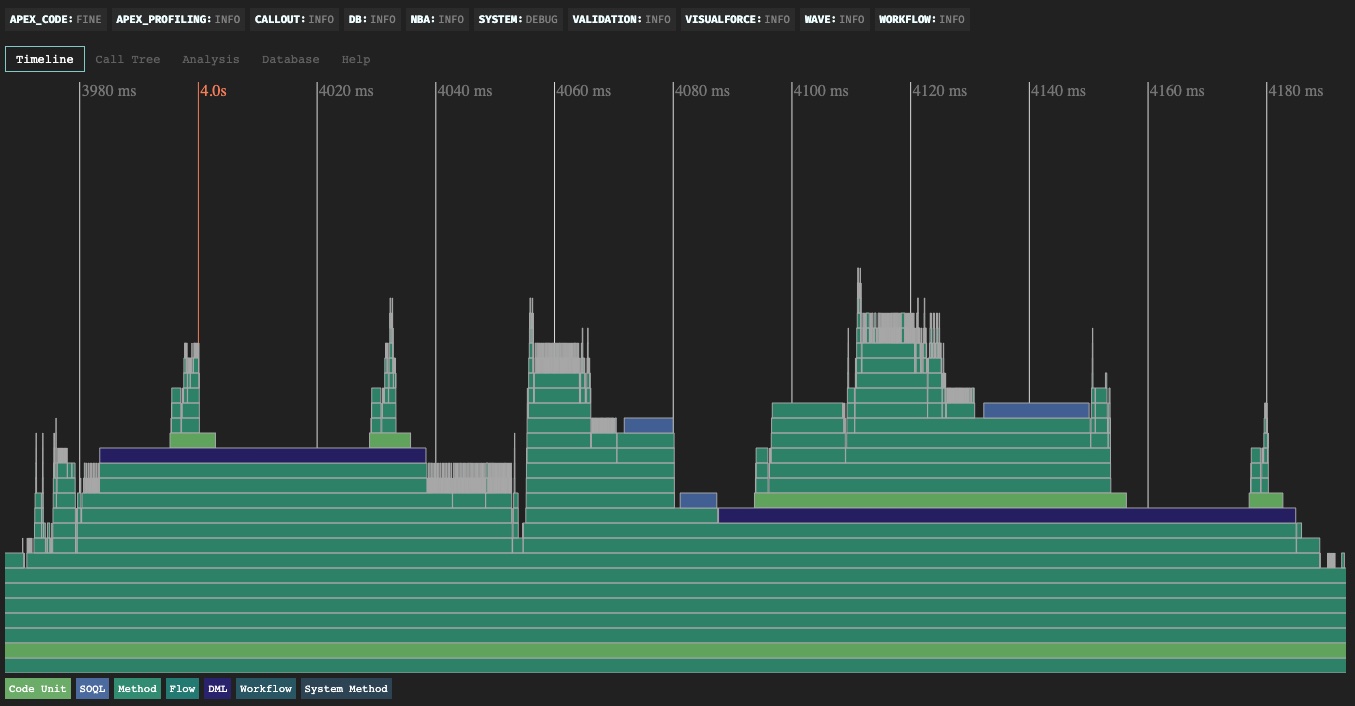 APEX_CODE: FINE APEX_PROFILING: INFO CALLOUT: INFO DB: INFO NBA: INFO SYSTEM: DEBUG VALIDATION: INFO VISUALFORCE: INFO WAVE: INFO WORKFLOW: INFO
Timeline Call Tree Analysis Database Help
3980 ms 4.0s 4020 ms 4040 ms 4060 ms 4080 ms 4100 ms 4120 ms 4140 ms 4160 ms 4180 ms
Code Unit SOQL Method Flow DML Workflow System Method